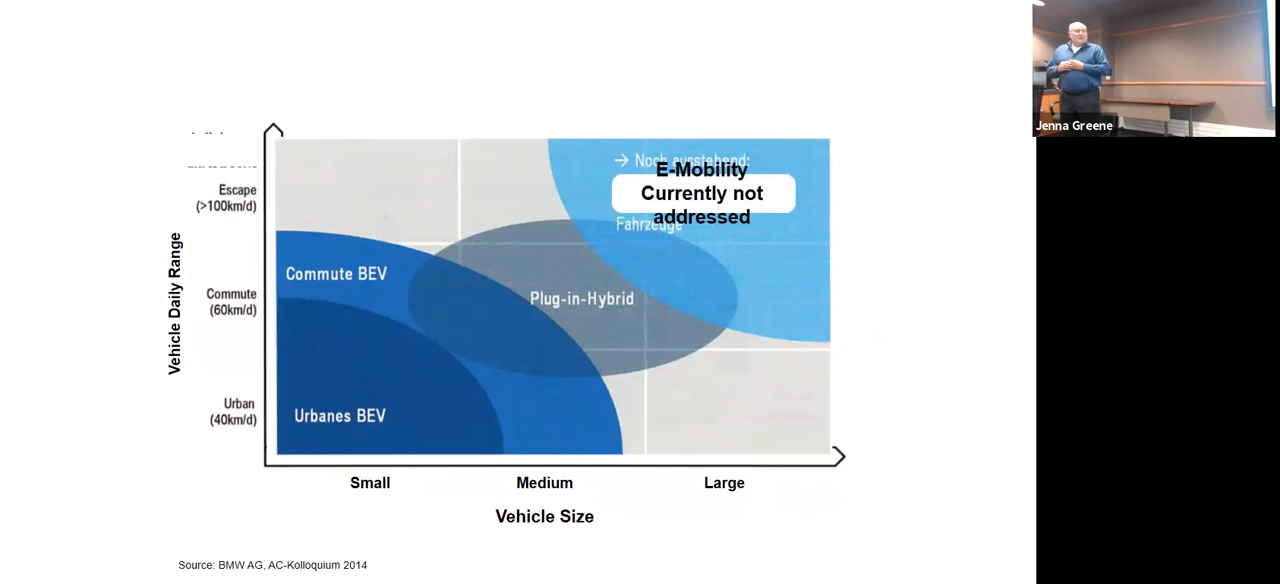 → Noch ausstehend:
E-Mobility
Currently not
addressed
Fahrzeuge
Escape
(>100km/d)
Commute BEV
Commute
(60km/d)
Plug-in-Hybrid
Vehicle Daily Range
Urban
(40km/d)
Urbanes BEV
Small
Medium
Large
Vehicle Size
Source: BMW AG, AC-Kolloquium 2014
Jenna Greene